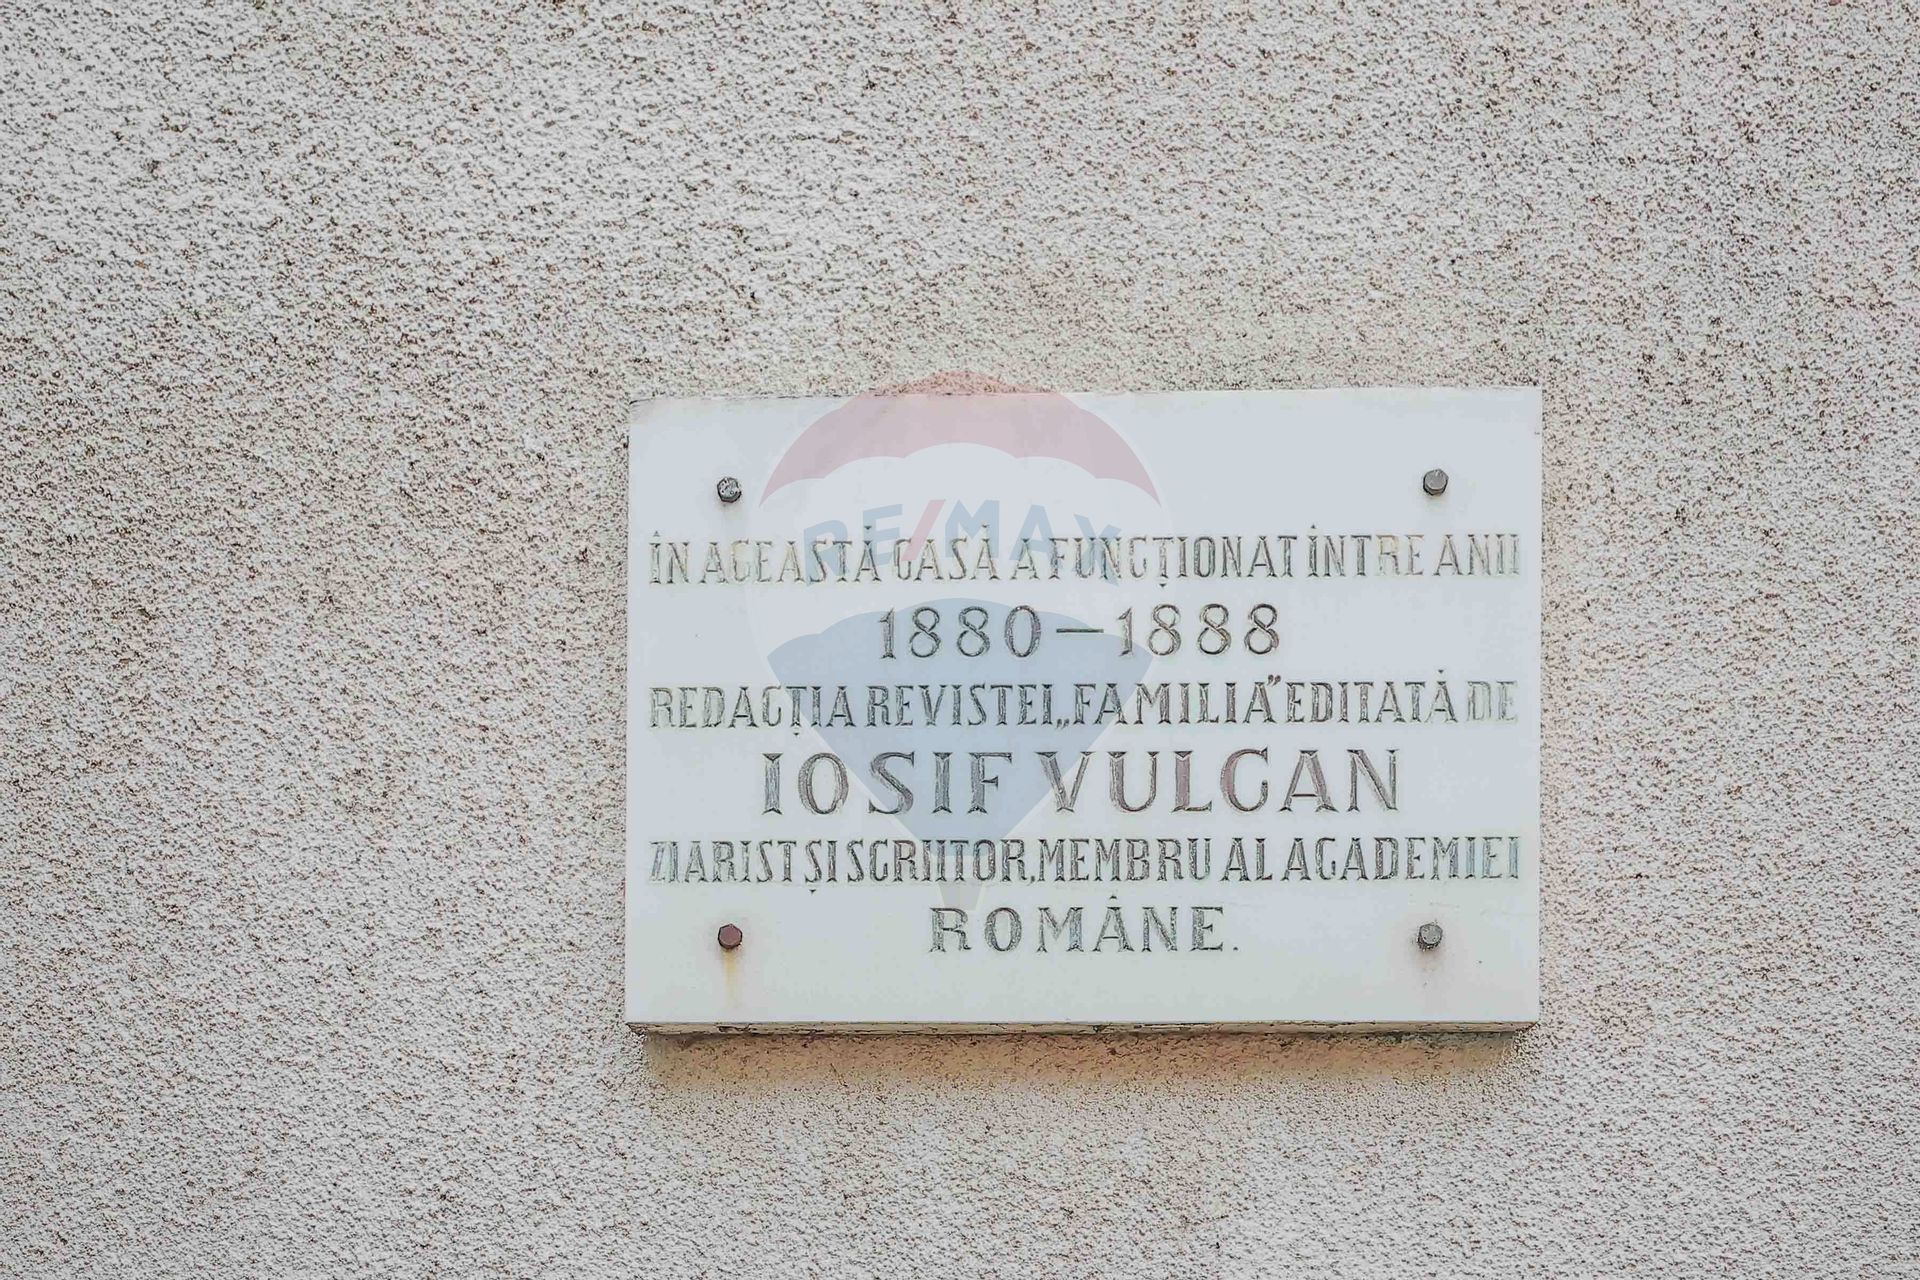 RE/MAX
ÎN ACEASTĂ CASĂ A FUNCȚIONAT ÎNTRE ANII
1880—1888
REDACȚIA REVISTEI „FAMILIA” EDITATĂ DE
IOSIF VULCAN
ZIARIST ȘI SCRIITOR, MEMBRU AL ACADEMIEI
ROMÂNE.